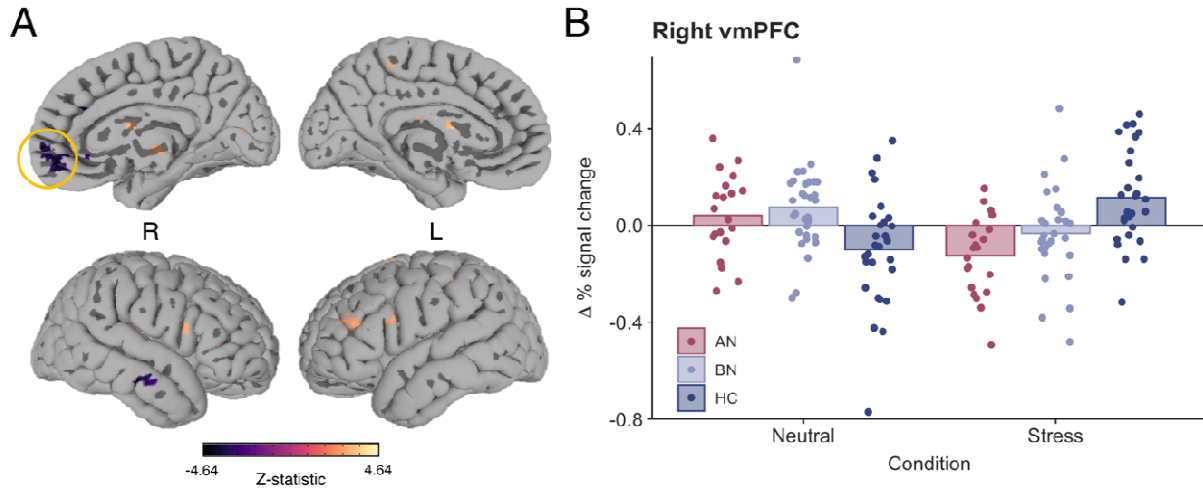 A
R
L
-4.64
4.64
Z-statistic
B
Right vmPFC
Δ % signal change
0.4
0.0
-0.4
-0.8
AN
BN
HC
Neutral
Stress
Condition